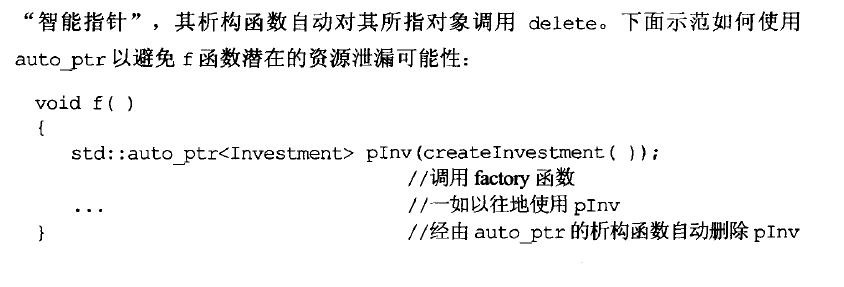 “智能指针”，其析构函数自动对其所指对象调用 delete。下面示范如何使用
auto_ptr 以避免 f 函数潜在的资源泄漏可能性：
void f( )
{
std::auto_ptr<Investment> pInv(createInvestment( ));
//调用 factory 函数
... //一如以往地使用 pInv
} //经由 auto_ptr 的析构函数自动删除 pInv